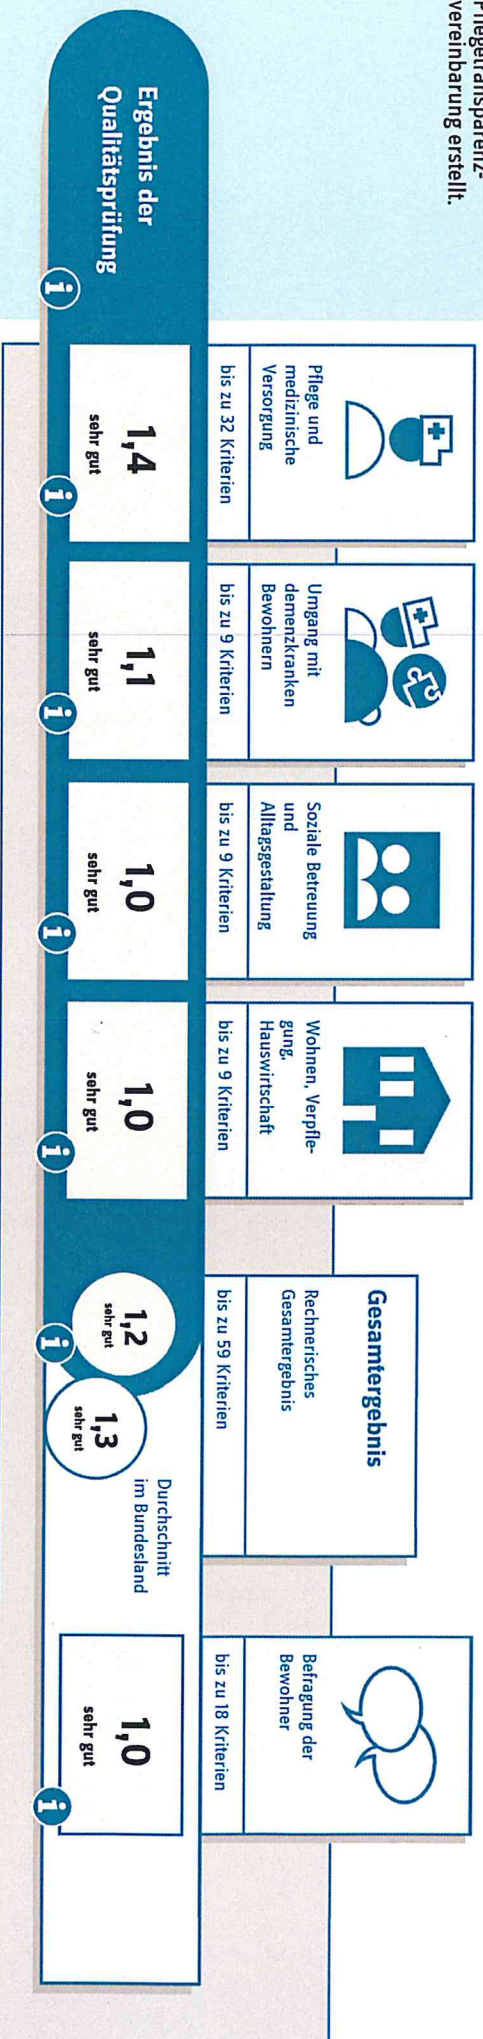 Pflegetransparenz-
vereinbarung erstellt.
Pflege und
medizinische
Versorgung
bis zu 32 Kriterien
Umgang mit
demenzkranken
Bewohnern
bis zu 9 Kriterien
Soziale Betreuung
und
Alltagsgestaltung
bis zu 9 Kriterien
Wohnen, Verpfle-
gung,
Hauswirtschaft
bis zu 9 Kriterien
Gesamtergebnis
Rechnerisches
Gesamtergebnis
bis zu 59 Kriterien
Befragung der
Bewohner
bis zu 18 Kriterien
Ergebnis der
Qualitätsprüfung
i
1,4
sehr gut
i
1,1
sehr gut
i
1,0
sehr gut
i
1,0
sehr gut
i
1,2
sehr gut
i
1,3
sehr gut
Durchschnitt
im Bundesland
1,0
sehr gut
i